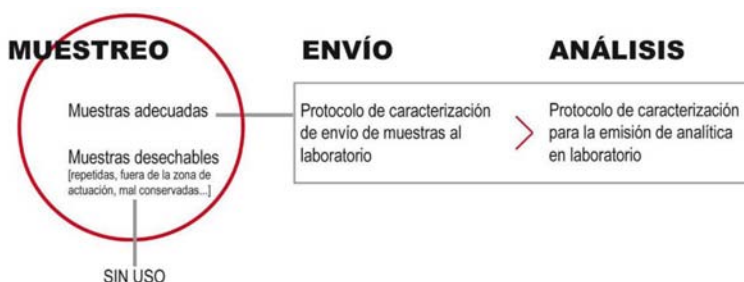 MUESTREO
Muestras adecuadas
Muestras desechables
[repetidas, fuera de la zona de
actuación, mal conservadas...]
SIN USO
ENVÍO
Protocolo de caracterización
de envío de muestras al
laboratorio
ANÁLISIS
Protocolo de caracterización
para la emisión de analítica
en laboratorio